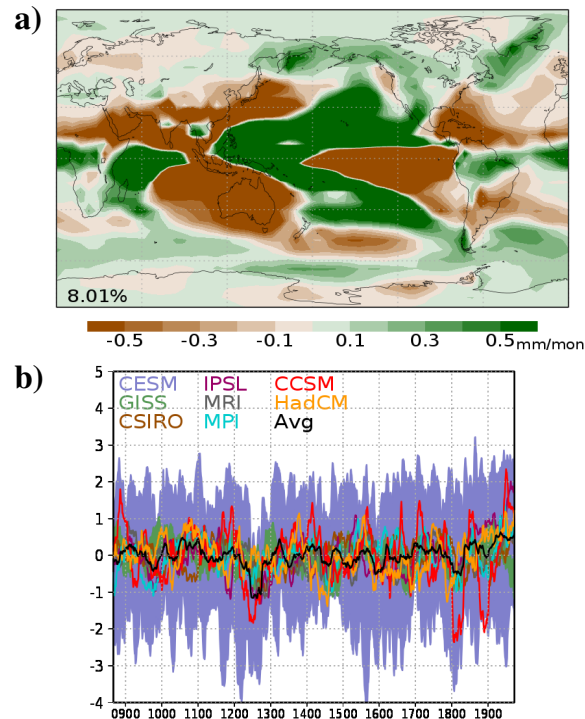 a)
8.01%
-0.5 -0.3 -0.1 0.1 0.3 0.5 mm/mon
b)
5
4
3
2
1
0
-1
-2
-3
-4
CESM IPSL CCSM
GISS MRI HadCM
CSIRO MPI Avg
0900 1000 1100 1200 1300 1400 1500 1600 1700 1800 1900